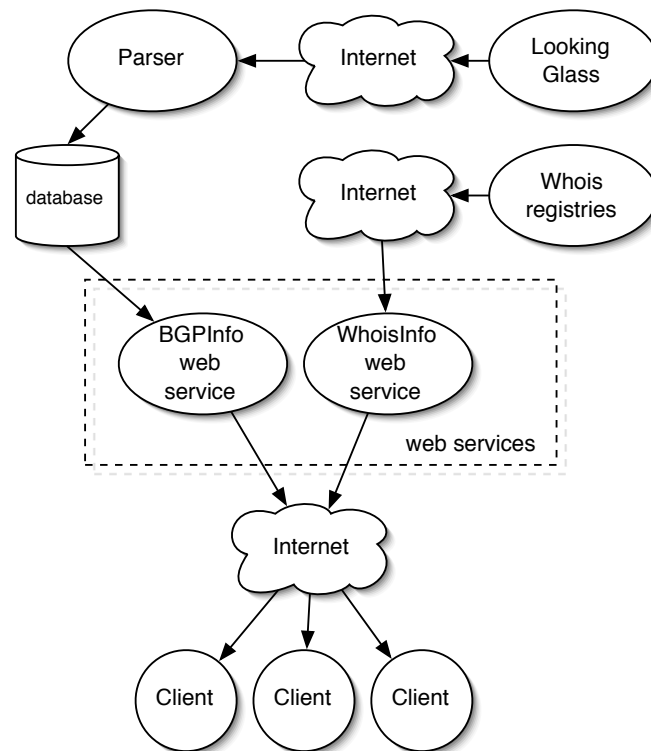 Parser
Internet
Looking
Glass
database
Internet
Whois
registries
BGPInfo
web
service
WhoisInfo
web
service
web services
Internet
Client
Client
Client